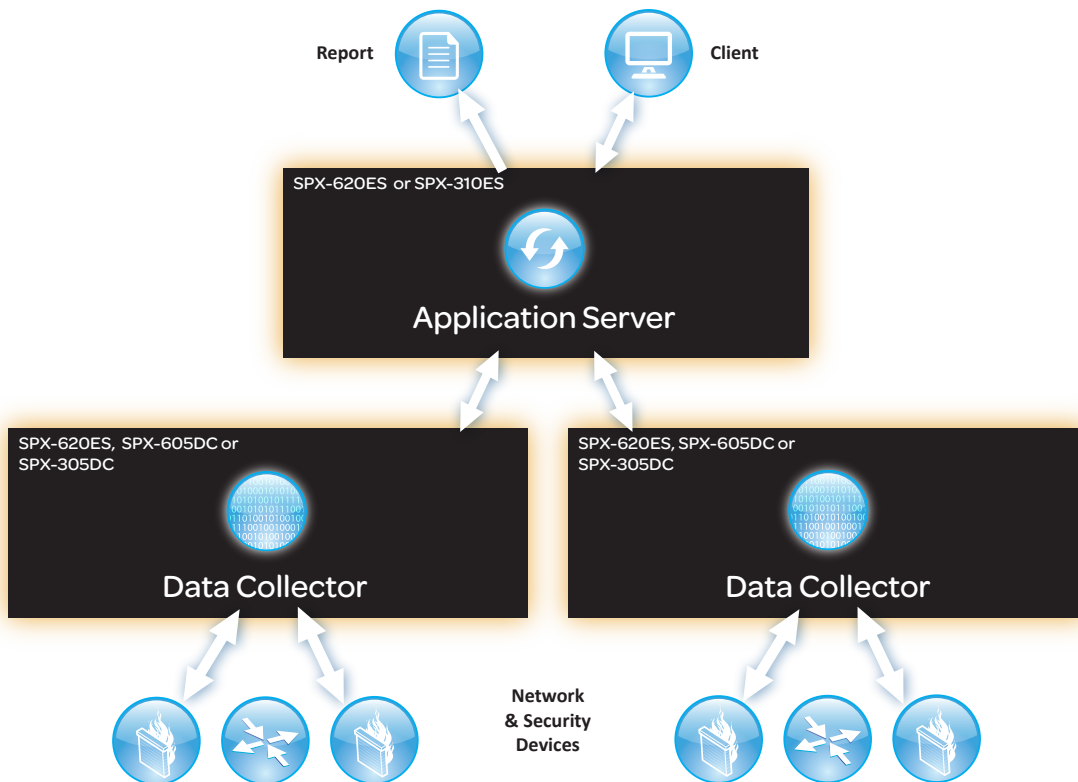 Report
Client
SPX-620ES or SPX-310ES
Application Server
SPX-620ES, SPX-605DC or
SPX-305DC
Data Collector
SPX-620ES, SPX-605DC or
SPX-305DC
Data Collector
Network
& Security
Devices